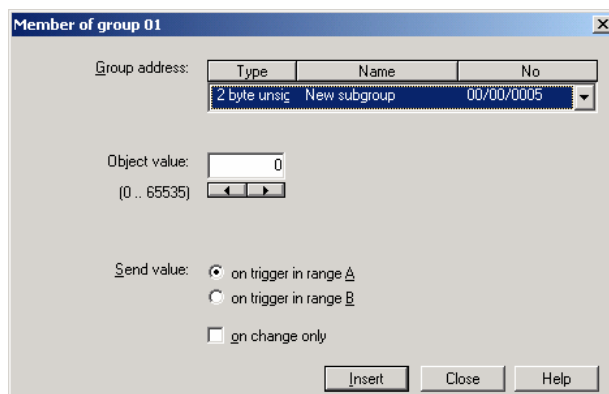 Member of group 01
Group address:
Type Name No
2 byte unsig New subgroup 00/00/0005
Object value: 0
(0 .. 65535)
Send value: on trigger in range A
on trigger in range B
on change only
Insert Close Help